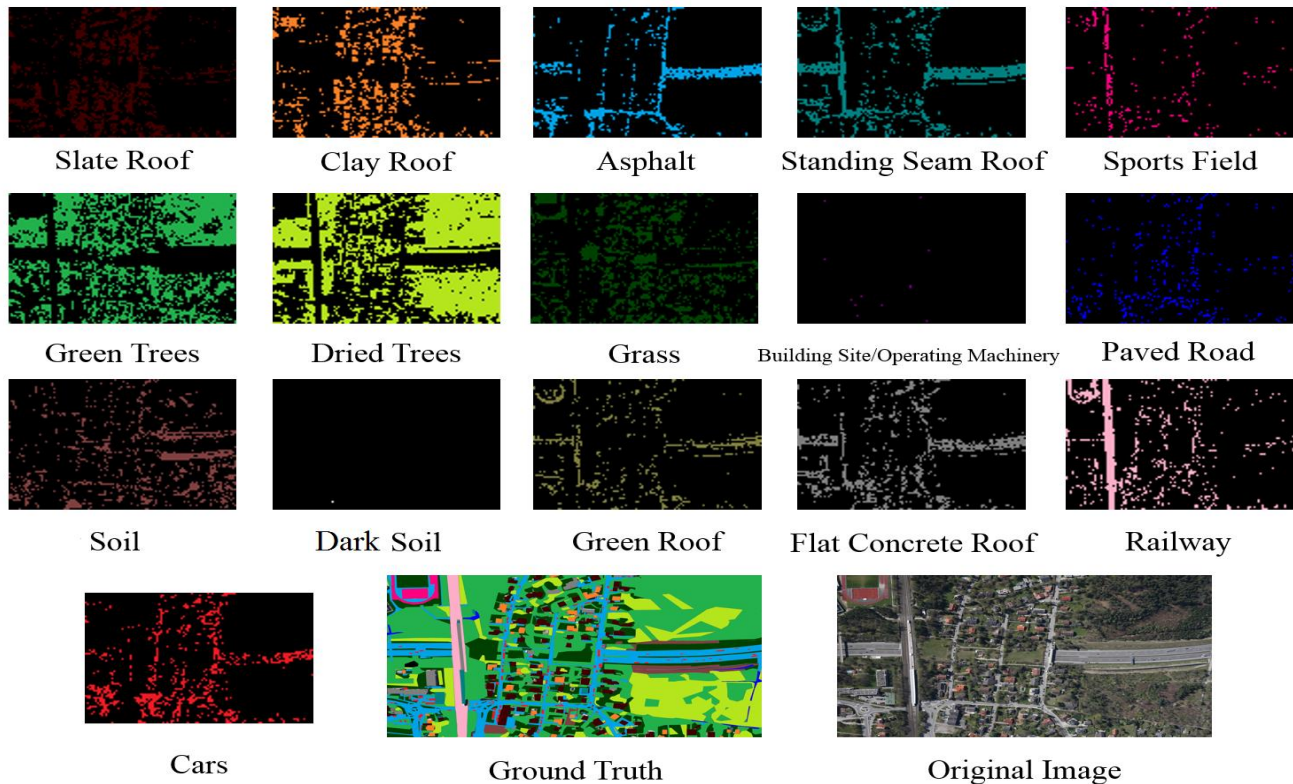 Slate Roof
Clay Roof
Asphalt
Standing Seam Roof
Sports Field
Green Trees
Dried Trees
Grass
Building Site/Operating Machinery
Paved Road
Soil
Dark Soil
Green Roof
Flat Concrete Roof
Railway
Cars
Ground Truth
Original Image